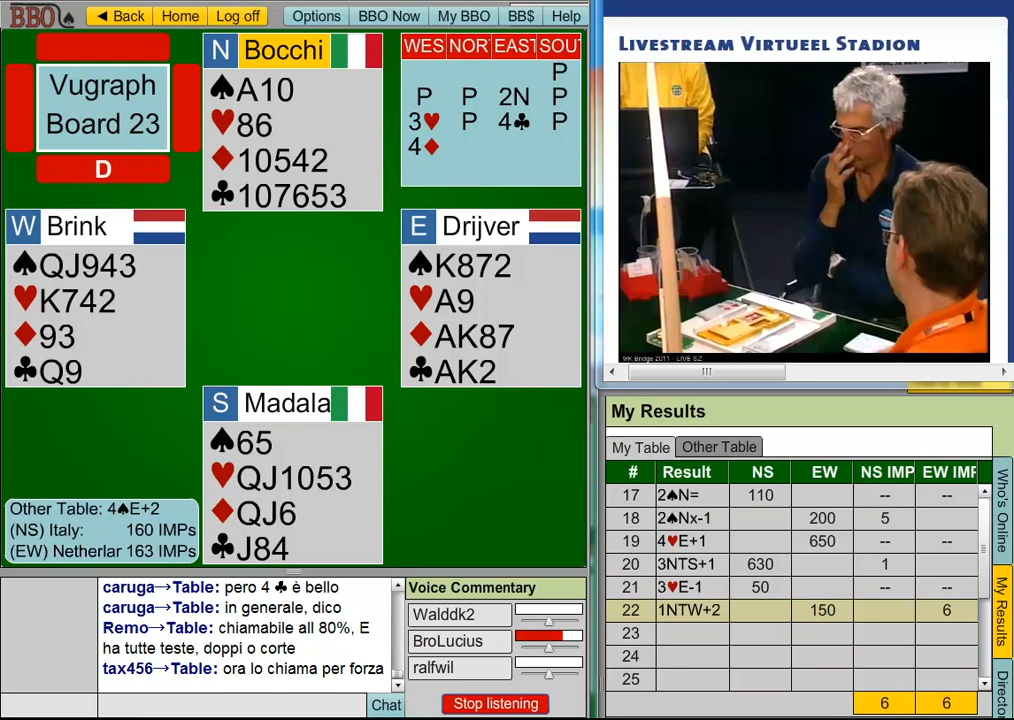 BBO Back Home Log off Options BBO Now My BBO BB$ Help
Vugraph
Board 23
D
N Bocchi
♠A10
♥86
♦10542
♣107653
WES NOR EAST SOU
P
P P 2N P
3♥ P 4♣ P
4♦
W Brink
♠QJ943
♥K742
♦93
♣Q9
E Drijver
♠K872
♥A9
♦AK87
♣AK2
S Madala
♠65
♥QJ1053
♦QJ6
♣J84
Other Table: 4♠E+2
(NS) Italy: 160 IMPs
(EW) Netherlar 163 IMPs
caruga→Table: pero 4 ♣ è bello
caruga→Table: in generale, dico
Remo→Table: chiamabile all 80%, E
ha tutte teste, doppi o corte
tax456→Table: ora lo chiama per forza
Chat
Voice Commentary
Walddk2
BroLucius
ralfwil
Stop listening
Livestream Virtueel Stadion
WK Bridge 2011 - LIVE SZ
My Results
My Table Other Table
# Result NS EW NS IMP EW IMF
17 2♠N= 110 -- --
18 2♠Nx-1 200 5
19 4♥E+1 650 -- --
20 3NTS+1 630 1
21 3♥E-1 50 -- --
22 1NTW+2 150 6
23
24
25
6 6
Who's Online
My Results
Director